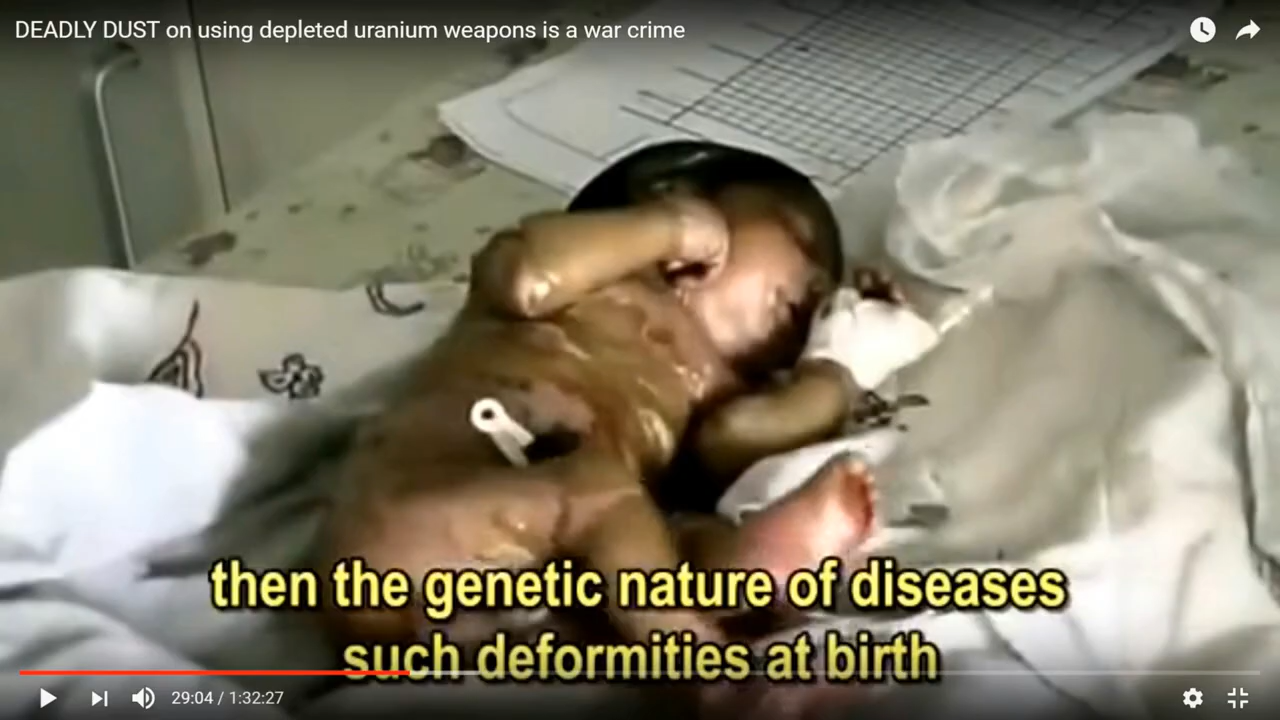 DEADLY DUST on using depleted uranium weapons is a war crime
then the genetic nature of diseases
such deformities at birth
29:04 / 1:32:27